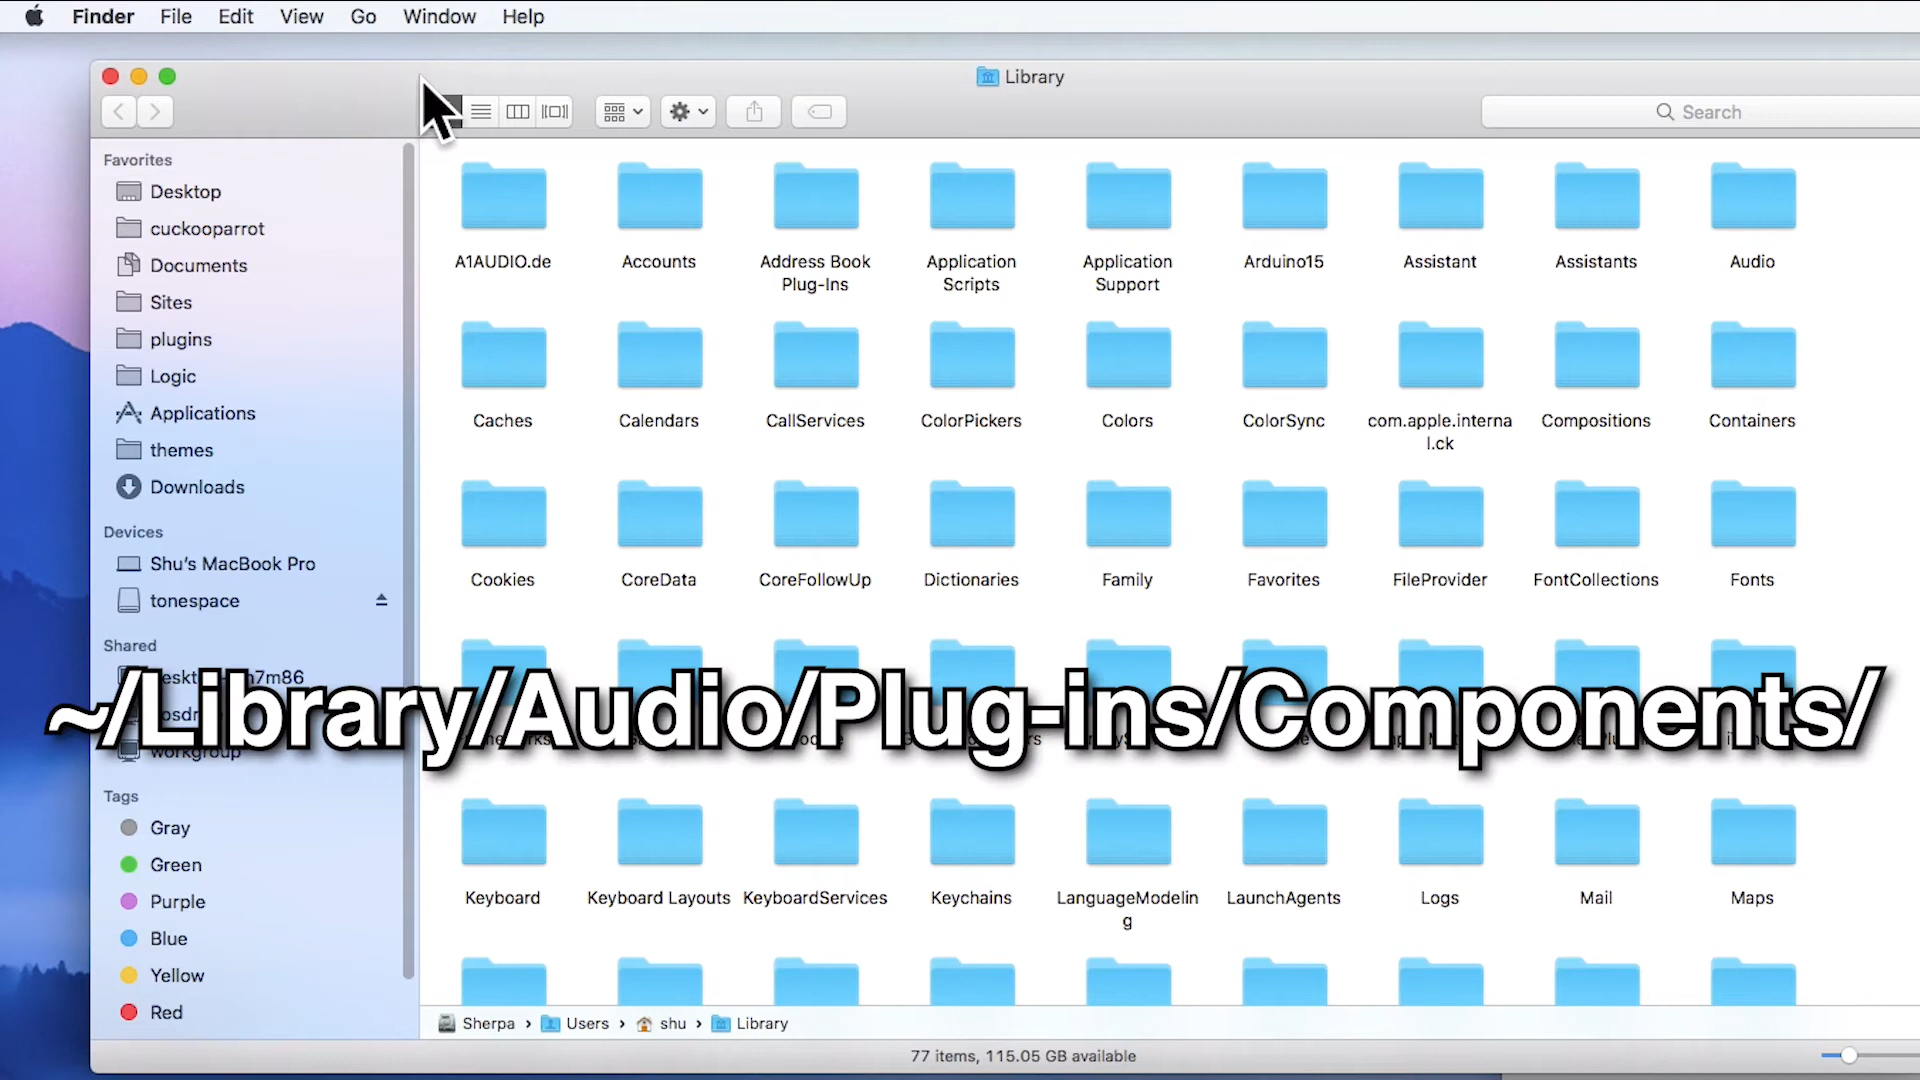 Finder File Edit View Go Window Help
Library
Search
Favorites
Desktop
cuckooparrot
Documents
Sites
plugins
Logic
Applications
themes
Downloads
Devices
Shu's MacBook Pro
tonespace
Shared
workgroup
Tags
Gray
Green
Purple
Blue
Yellow
Red
A1AUDIO.de Accounts Address Book Plug-Ins Application Scripts Application Support Arduino15 Assistant Assistants Audio
Caches Calendars CallServices ColorPickers Colors ColorSync com.apple.internal.ck Compositions Containers
Cookies CoreData CoreFollowUp Dictionaries Family Favorites FileProvider FontCollections Fonts
~/Library/Audio/Plug-ins/Components/
Keyboard Keyboard Layouts KeyboardServices Keychains LanguageModeling LaunchAgents Logs Mail Maps
Sherpa › Users › shu › Library
77 items, 115.05 GB available